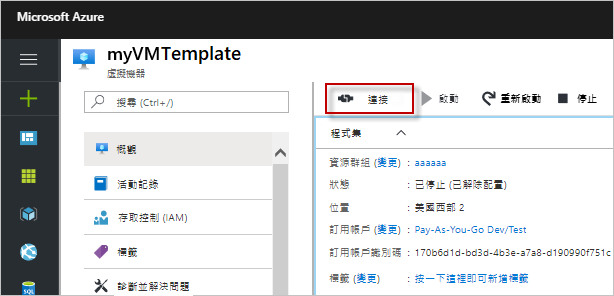 Microsoft Azure
myVMTemplate
虛擬機器
搜尋 (Ctrl+/)
連接
啟動
重新啟動
停止
概觀
活動記錄
存取控制 (IAM)
標籤
診斷並解決問題
程式集
資源群組 (變更) : aaaaaa
狀態 : 已停止 (已解除配置)
位置 : 美國西部 2
訂用帳戶 (變更) : Pay-As-You-Go Dev/Test
訂用帳戶識別碼 : 170b6d1d-bd3d-4b3e-a7a8-d190990f751c
標籤 (變更) : 按一下這裡即可新增標籤
SQL